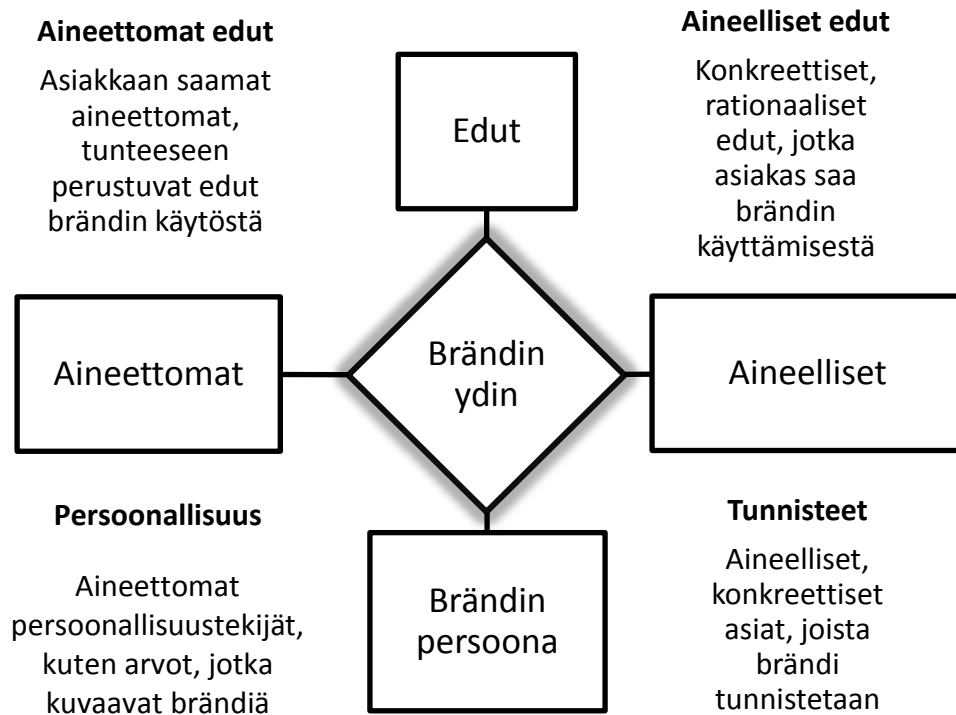 Aineettomat edut
Asiakkaan saamat
aineettomat,
tunteeseen
perustuvat edut
brändin käytöstä
Edut
Aineelliset edut
Konkreettiset,
rationaaliset
edut, jotka
asiakas saa
brändin
käyttämisestä
Aineettomat
Brändin
ydin
Aineelliset
Persoonallisuus
Aineettomat
persoonallisuustekijät,
kuten arvot, jotka
kuvaavat brändiä
Brändin
persoona
Tunnisteet
Aineelliset,
konkreettiset
asiat, joista
brändi
tunnistetaan